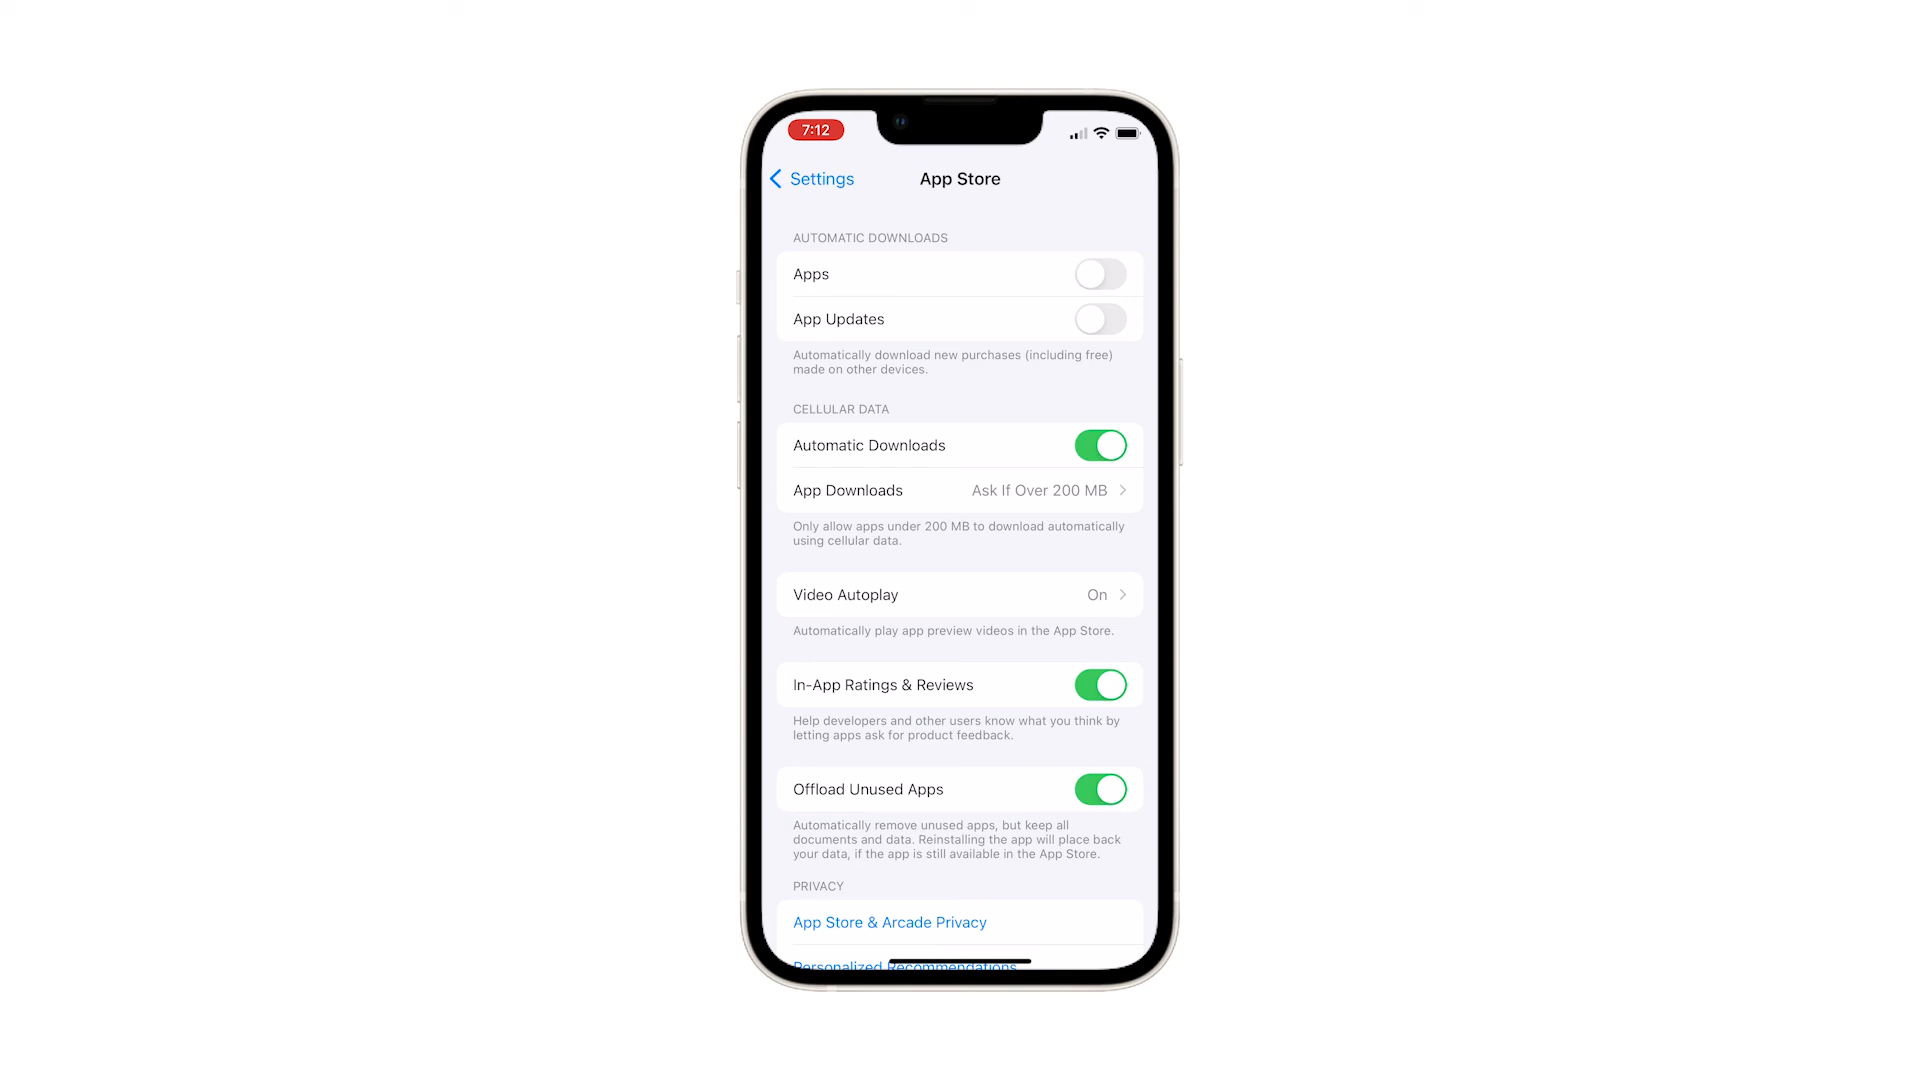 7:12
Settings
App Store
AUTOMATIC DOWNLOADS
Apps
App Updates
Automatically download new purchases (including free)
made on other devices.
CELLULAR DATA
Automatic Downloads
App Downloads Ask If Over 200 MB
Only allow apps under 200 MB to download automatically
using cellular data.
Video Autoplay On
Automatically play app preview videos in the App Store.
In-App Ratings & Reviews
Help developers and other users know what you think by
letting apps ask for product feedback.
Offload Unused Apps
Automatically remove unused apps, but keep all
documents and data. Reinstalling the app will place back
your data, if the app is still available in the App Store.
PRIVACY
App Store & Arcade Privacy
Personalized Recommendations